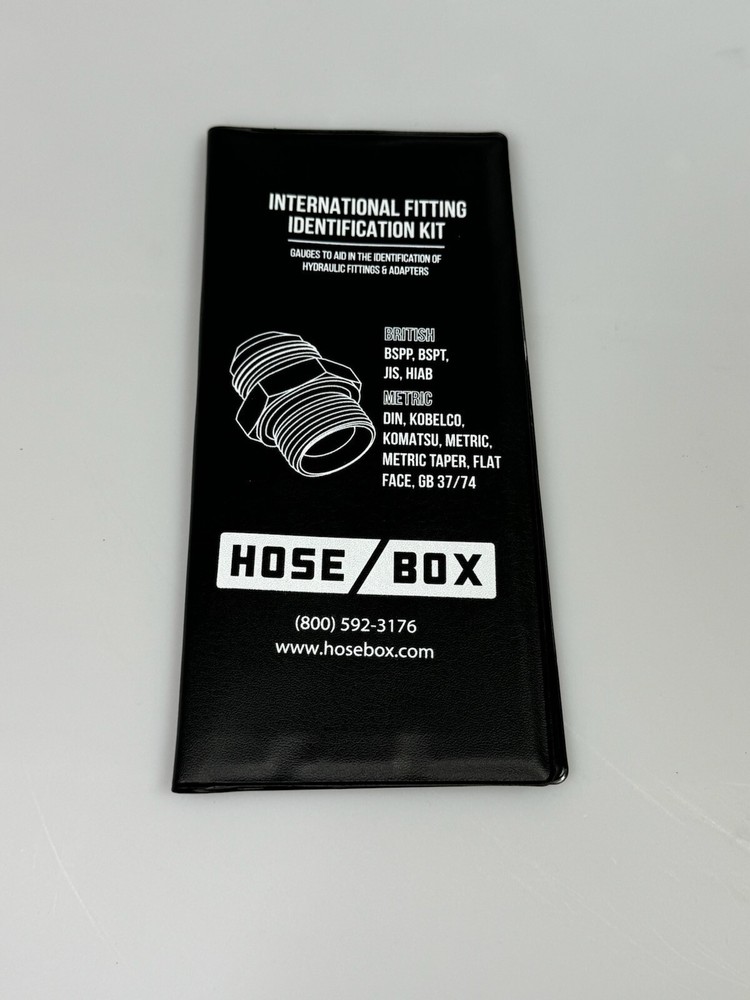 INTERNATIONAL FITTING
IDENTIFICATION KIT
GAUGES TO AID IN THE IDENTIFICATION OF
HYDRAULIC FITTINGS & ADAPTERS
BRITISH
BSPP, BSPT,
JIS, HIAB
METRIC
DIN, KOBELCO,
KOMATSU, METRIC,
METRIC TAPER, FLAT
FACE, GB 37/74
HOSE/BOX
(800) 592-3176
www.hosebox.com